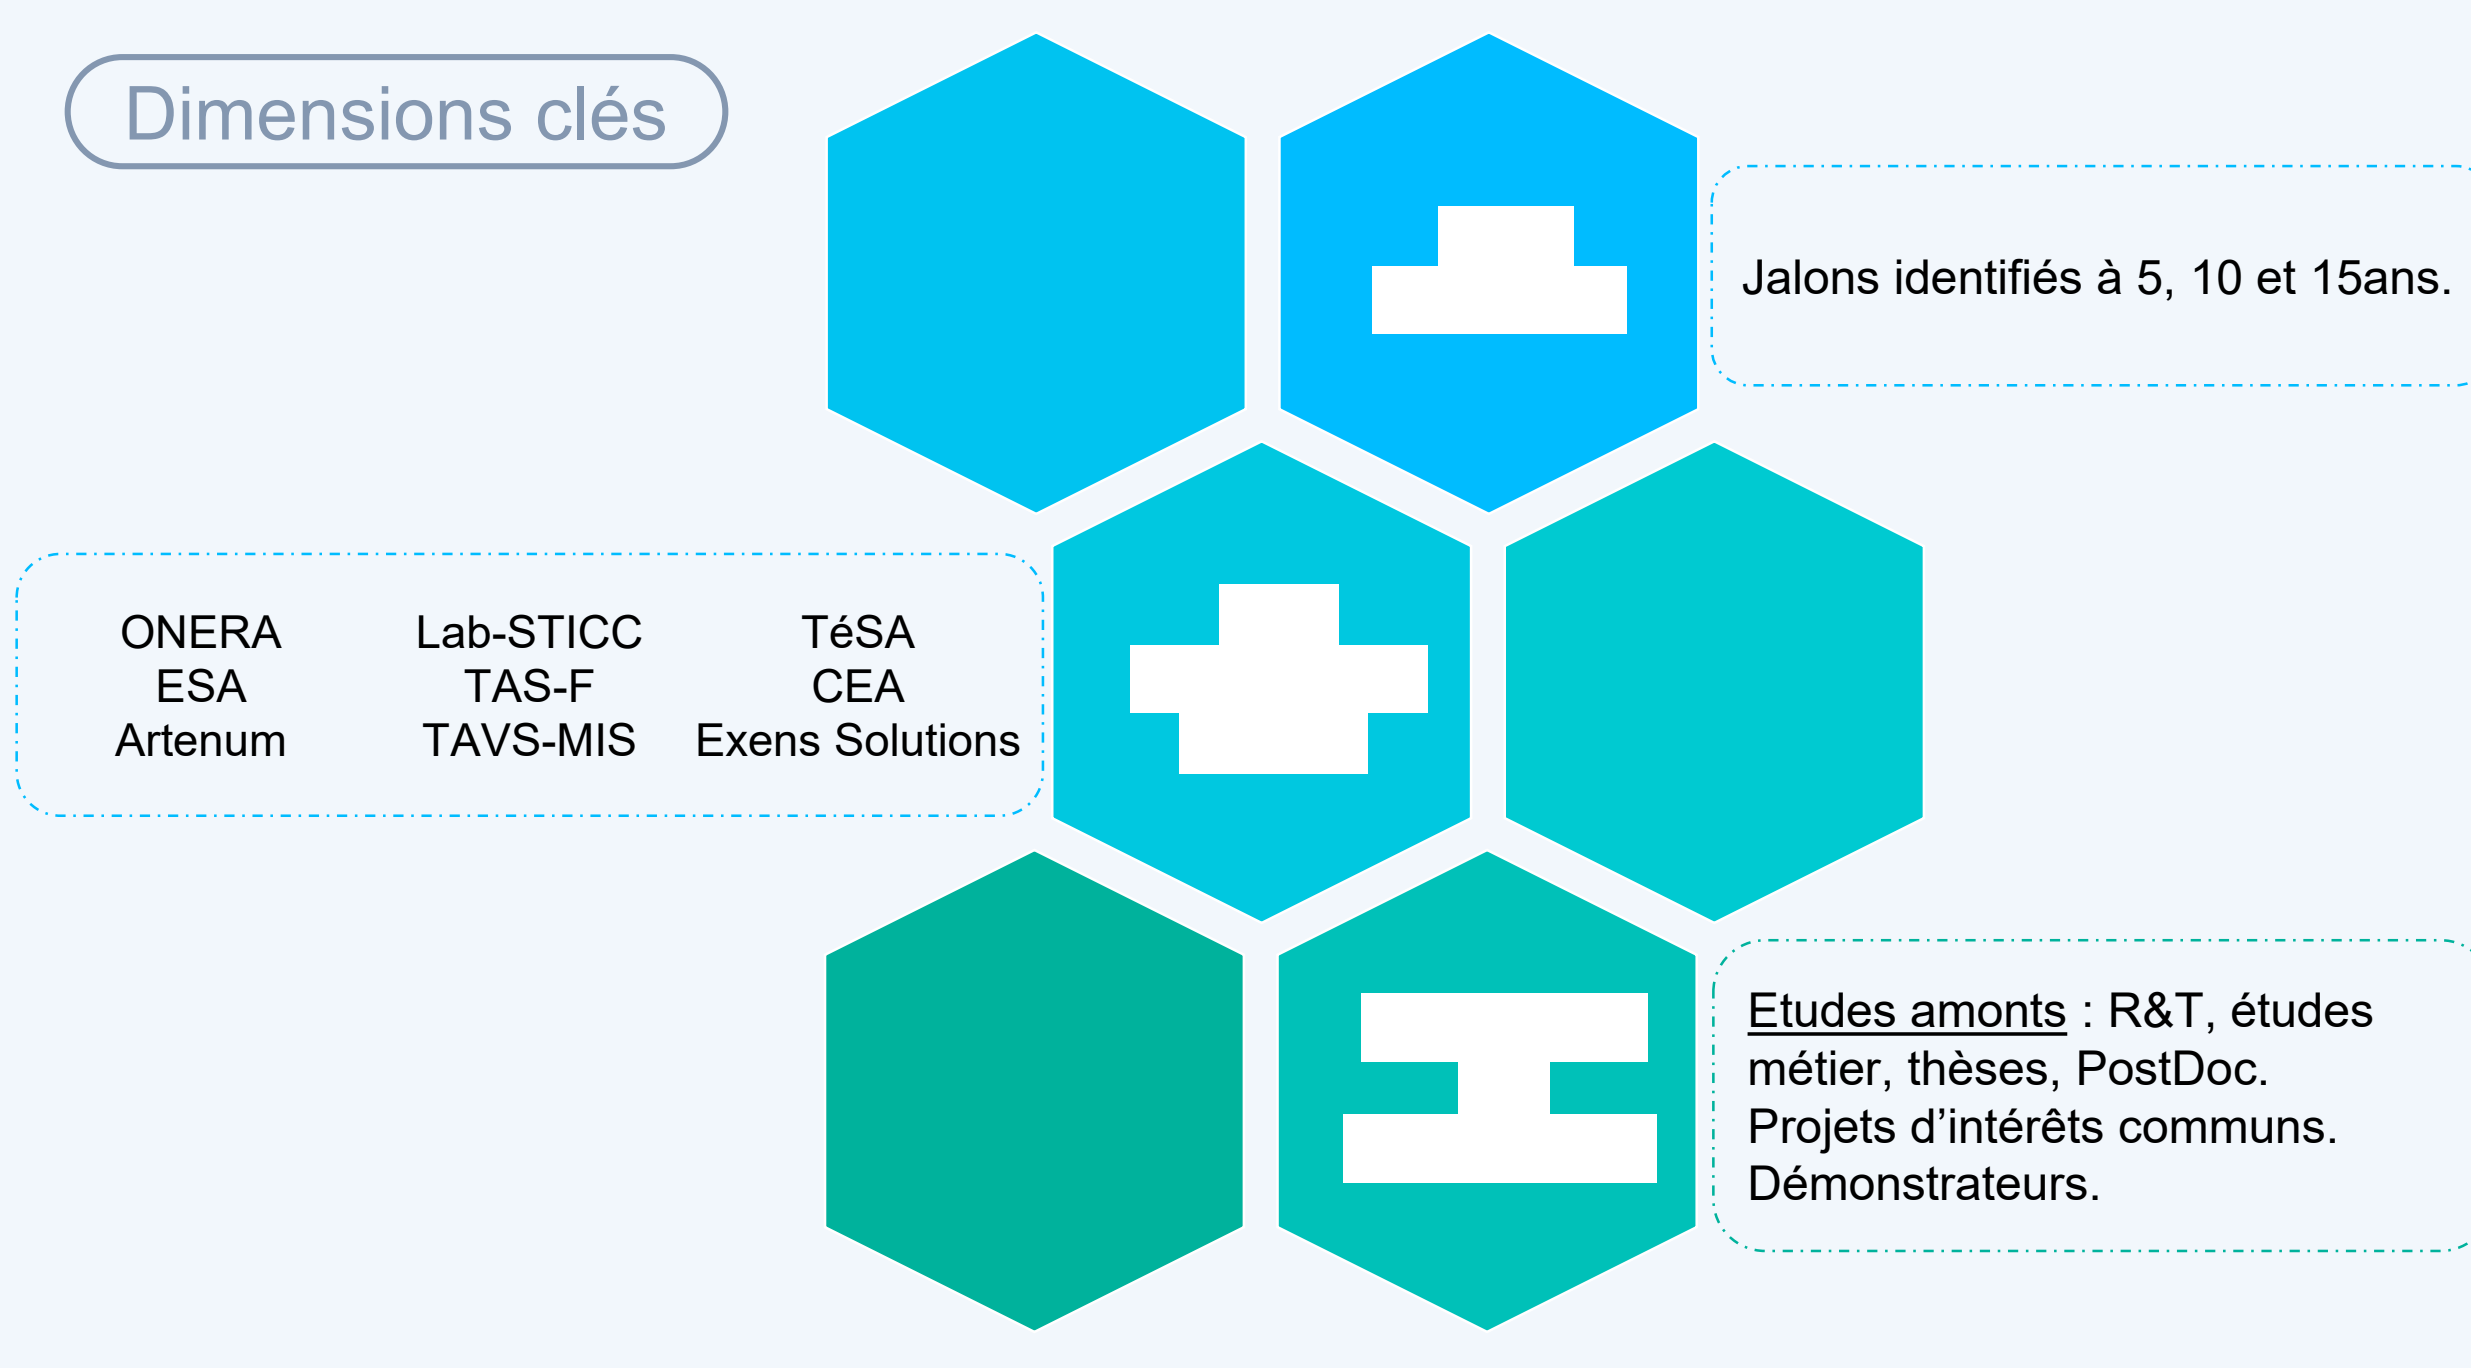 Dimensions clés
Jalons identifiés à 5, 10 et 15ans.
ONERA Lab-STICC TéSA
ESA TAS-F CEA
Artenum TAVS-MIS Exens Solutions
Etudes amonts : R&T, études
métier, thèses, PostDoc.
Projets d’intérêts communs.
Démonstrateurs.